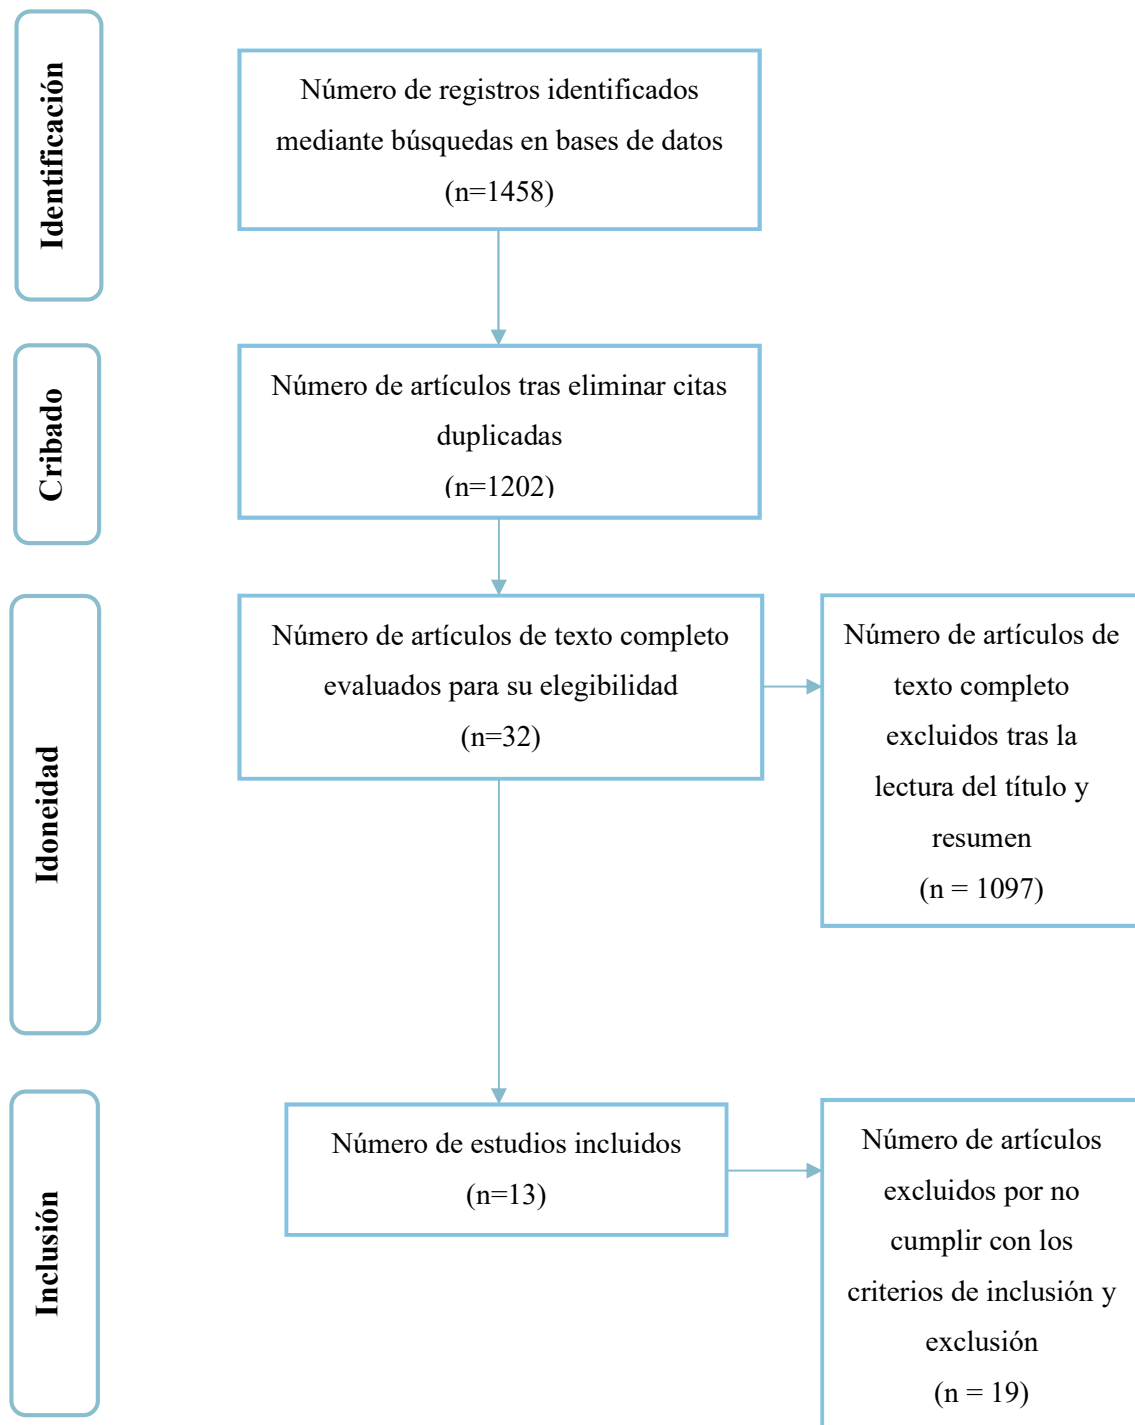 Identificación
Número de registros identificados
mediante búsquedas en bases de datos
(n=1458)
Cribado
Número de artículos tras eliminar citas
duplicadas
(n=1202)
Idoneidad
Número de artículos de texto completo
evaluados para su elegibilidad
(n=32)
Número de artículos de
texto completo
excluidos tras la
lectura del título y
resumen
(n = 1097)
Inclusión
Número de estudios incluidos
(n=13)
Número de artículos
excluidos por no
cumplir con los
criterios de inclusión y
exclusión
(n = 19)